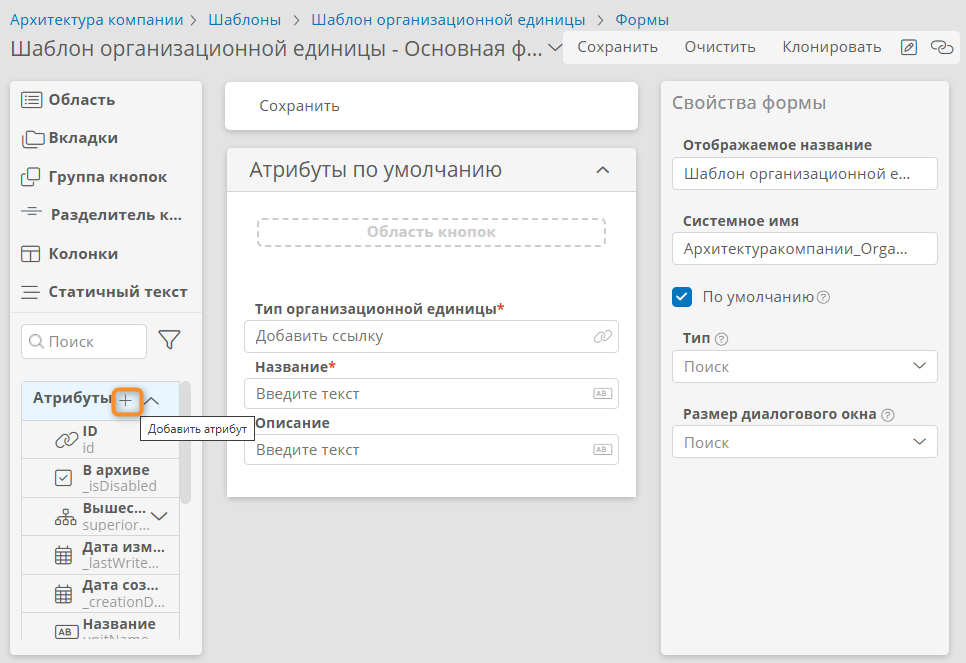 Архитектура компании > Шаблоны > Шаблон организационной единицы > Формы
Шаблон организационной единицы - Основная ф...
Сохранить Очистить Клонировать
Область
Вкладки
Группа кнопок
Разделитель к...
Колонки
Статичный текст
Поиск
Атрибуты
Добавить атрибут
ID
id
В архиве
_isDisabled
Вышес...
superior...
Дата изм...
_lastWrite...
Дата соз...
_creationD...
AB Название
unitName
Сохранить
Атрибуты по умолчанию
Область кнопок
Тип организационной единицы*
Добавить ссылку
Название*
Введите текст AB
Описание
Введите текст AB
Свойства формы
Отображаемое название
Шаблон организационной е...
Системное имя
Архитектуракомпании_Orga...
По умолчанию ?
Тип ?
Поиск
Размер диалогового окна ?
Поиск